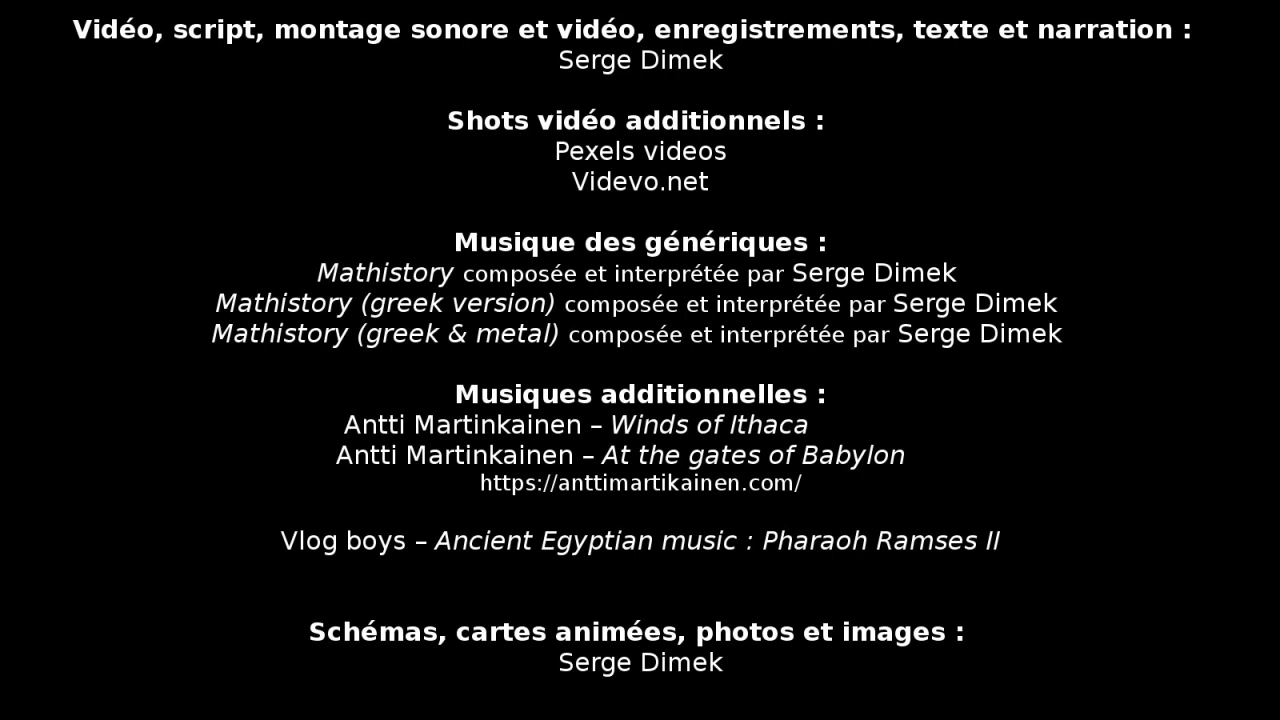 Vidéo, script, montage sonore et vidéo, enregistrements, texte et narration :
Serge Dimek
Shots vidéo additionnels :
Pexels videos
Videvo.net
Musique des génériques :
Mathistory composée et interprétée par Serge Dimek
Mathistory (greek version) composée et interprétée par Serge Dimek
Mathistory (greek & metal) composée et interprétée par Serge Dimek
Musiques additionnelles :
Antti Martinkainen – Winds of Ithaca
Antti Martinkainen – At the gates of Babylon
https://anttimartikainen.com/
Vlog boys – Ancient Egyptian music : Pharaoh Ramses II
Schémas, cartes animées, photos et images :
Serge Dimek